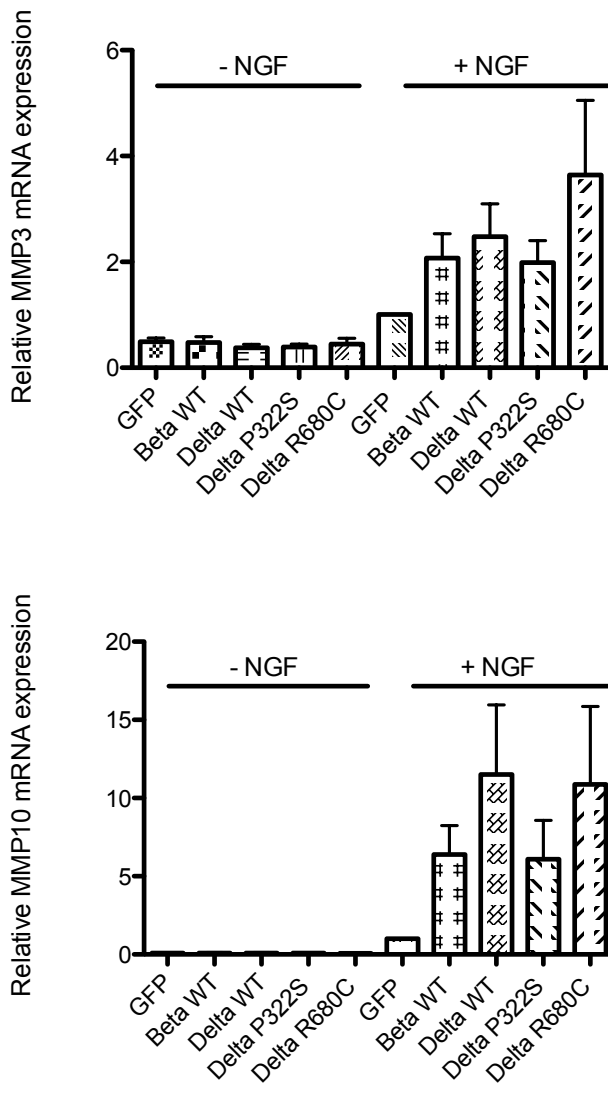 Relative MMP3 mRNA expression
6
4
2
0
- NGF
+ NGF
GFP
Beta WT
Delta WT
Delta P322S
Delta R680C
GFP
Beta WT
Delta WT
Delta P322S
Delta R680C
Relative MMP10 mRNA expression
20
15
10
5
0
- NGF
+ NGF
GFP
Beta WT
Delta WT
Delta P322S
Delta R680C
GFP
Beta WT
Delta WT
Delta P322S
Delta R680C